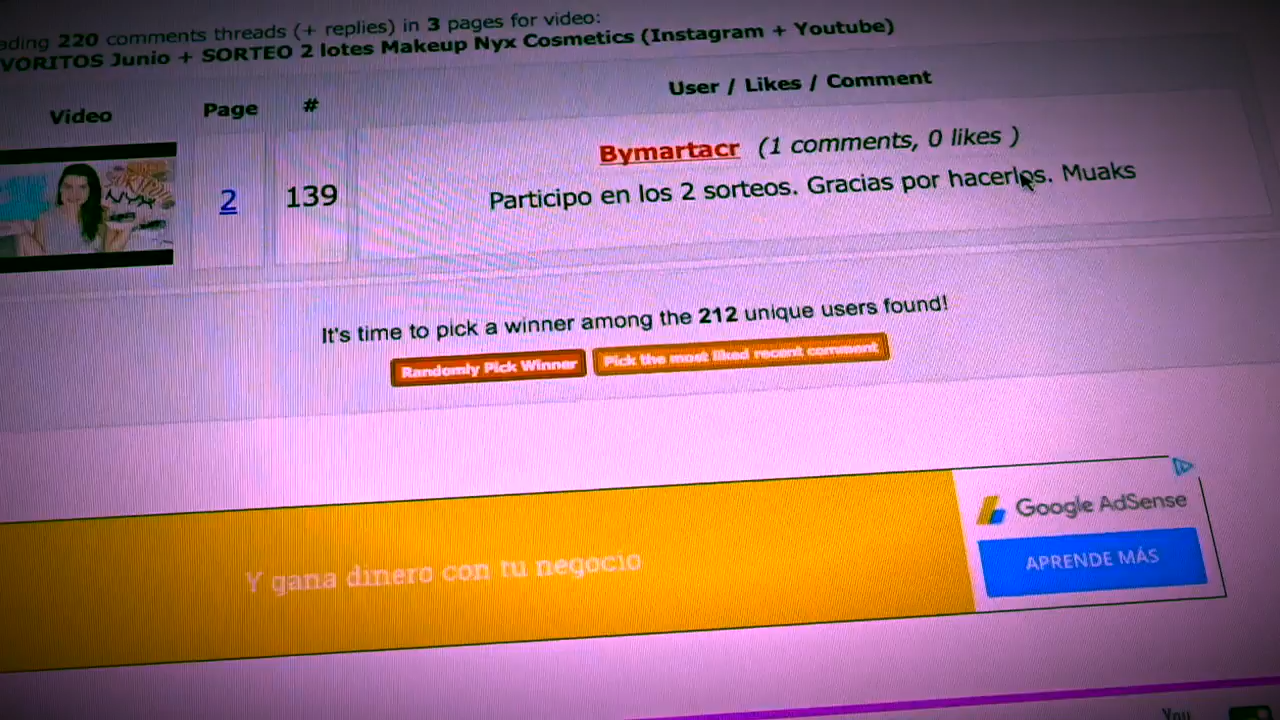 ading 220 comments threads (+ replies) in 3 pages for video:
VORITOS Junio + SORTEO 2 lotes Makeup Nyx Cosmetics (Instagram + Youtube)
Video Page # User / Likes / Comment
Bymartacr (1 comments, 0 likes )
2 139 Participo en los 2 sorteos. Gracias por hacerlos. Muaks
It's time to pick a winner among the 212 unique users found!
Randomly Pick Winner Pick the most liked recent comment
Google AdSense
Y gana dinero con tu negocio APRENDE MÁS
You